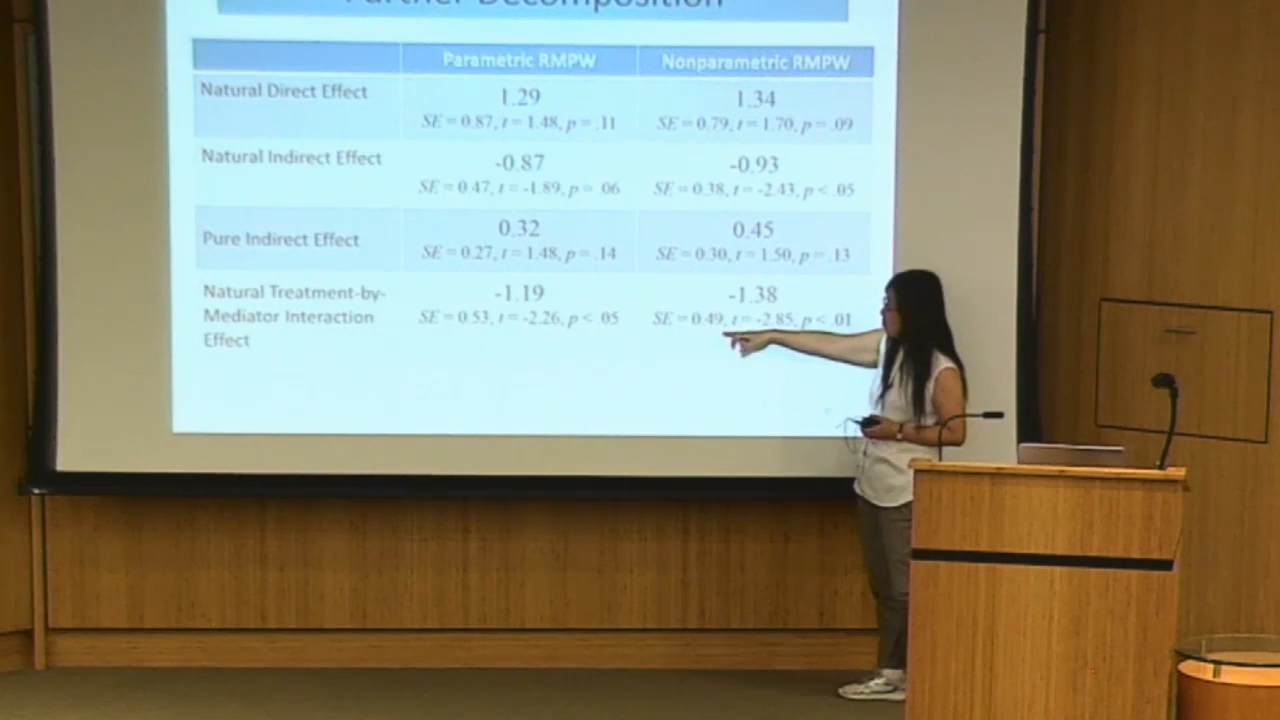 Further Decomposition
Parametric RMPW Nonparametric RMPW
Natural Direct Effect 1.29 1.34
SE = 0.87, t = 1.48, p = .11 SE = 0.79, t = 1.70, p = .09
Natural Indirect Effect -0.87 -0.93
SE = 0.47, t = -1.89, p = .06 SE = 0.38, t = -2.43, p < .05
Pure Indirect Effect 0.32 0.45
SE = 0.27, t = 1.48, p = .14 SE = 0.30, t = 1.50, p = .13
Natural Treatment-by- -1.19 -1.38
Mediator Interaction SE = 0.53, t = -2.26, p < .05 SE = 0.49, t = -2.85, p < .01
Effect